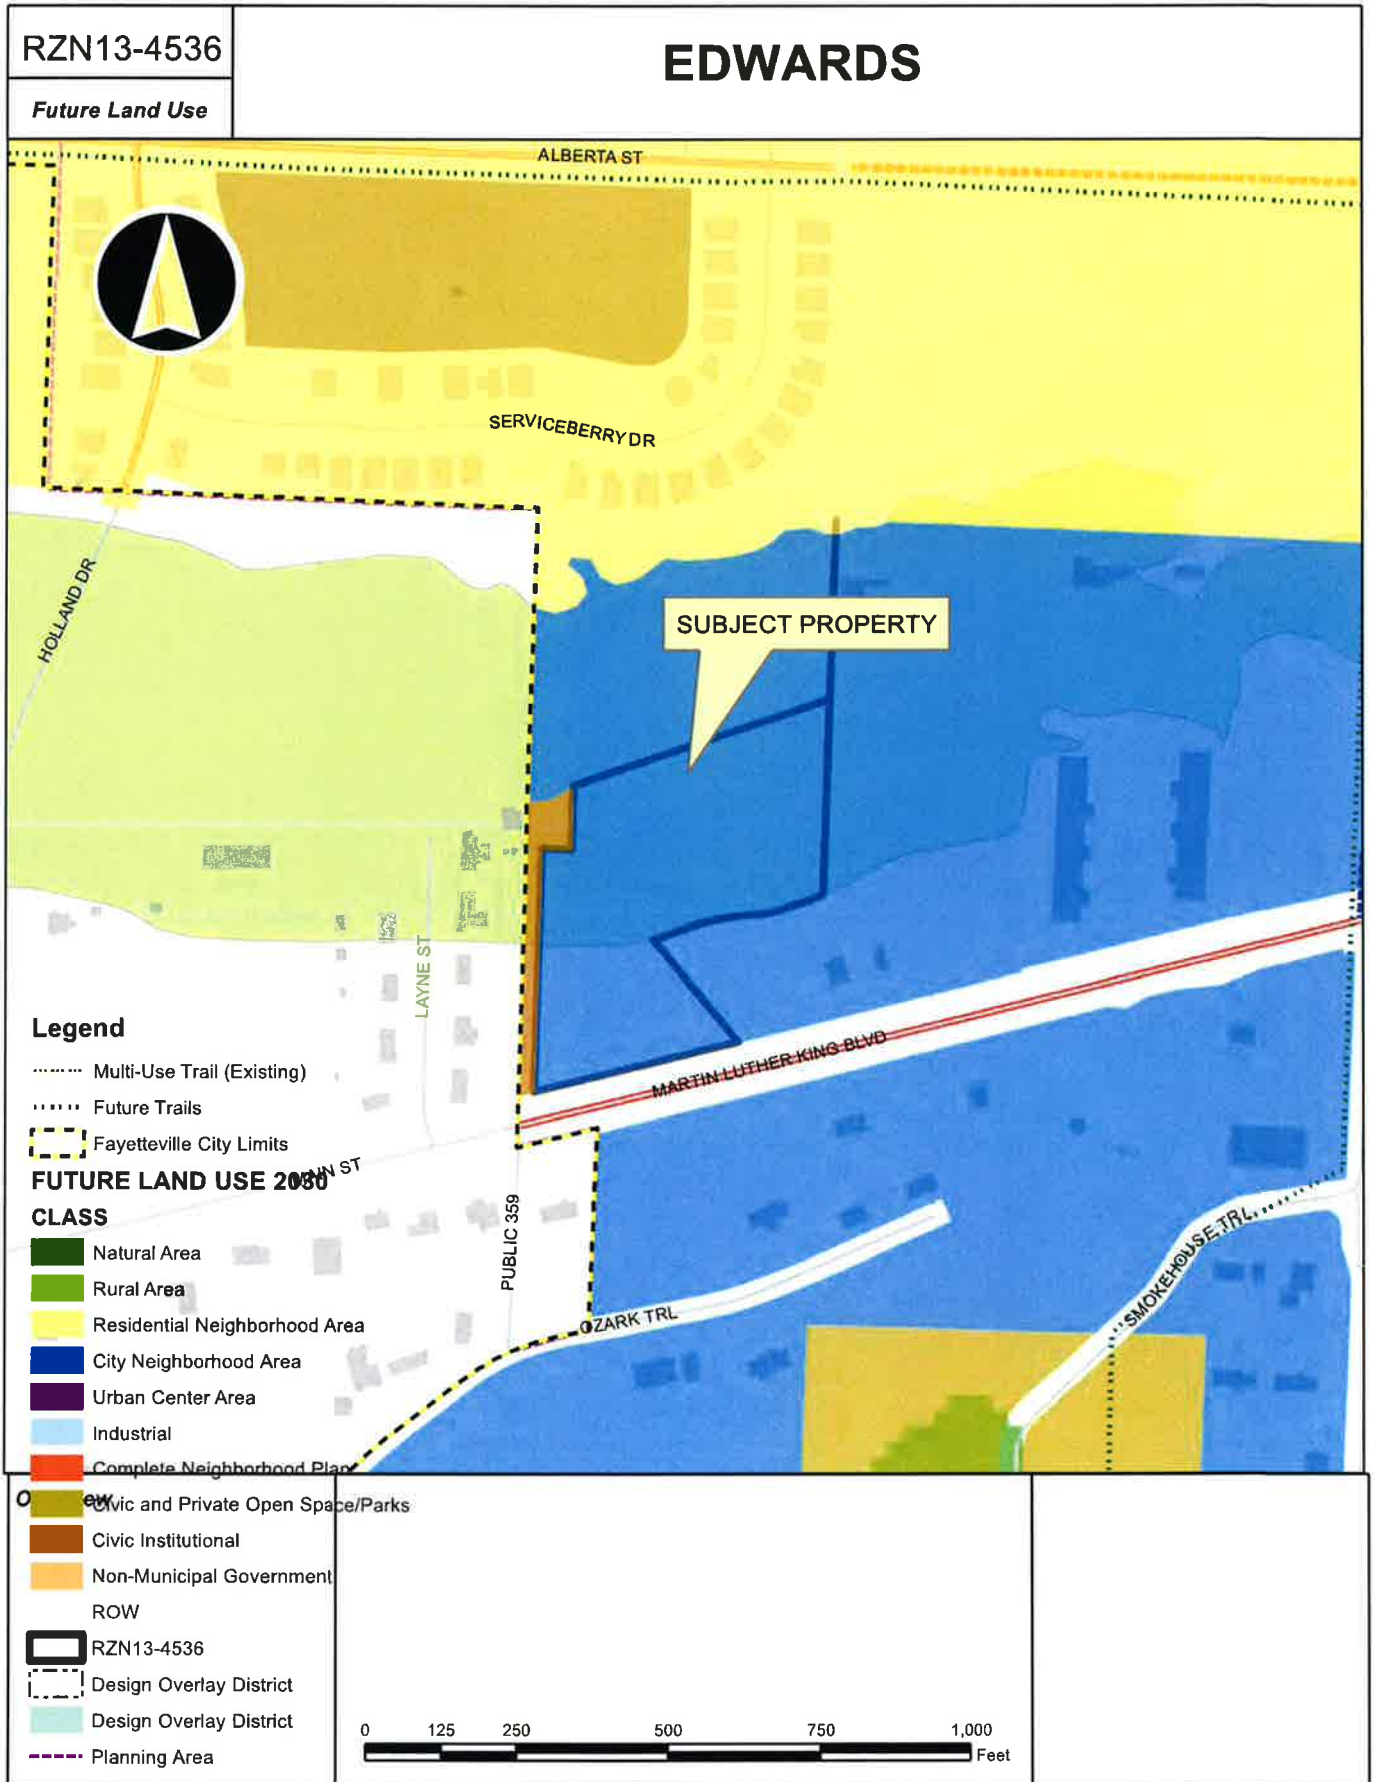 RZN13-4536
EDWARDS
Future Land Use
ALBERTA ST
SERVICEBERRY DR
HOLLAND DR
SUBJECT PROPERTY
LAYNE ST
MARTIN LUTHER KING BLVD
PUBLIC 359
OZARK TRL
SMOKEHOUSE TRL
Legend
Multi-Use Trail (Existing)
Future Trails
Fayetteville City Limits
ST
FUTURE LAND USE 2030
CLASS
Natural Area
Rural Area
Residential Neighborhood Area
City Neighborhood Area
Urban Center Area
Industrial
Complete Neighborhood Plan
Civic and Private Open Space/Parks
Civic Institutional
Non-Municipal Government
ROW
RZN13-4536
Design Overlay District
Design Overlay District
Planning Area
0 125 250 500 750 1,000
Feet